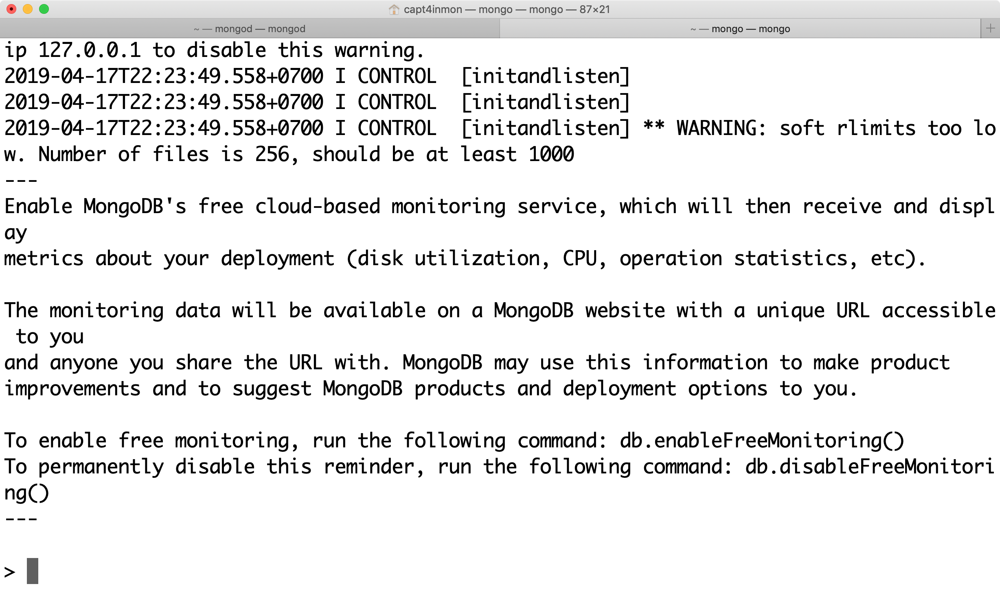 capt4inmon — mongo — mongo — 87×21
~ — mongod — mongod
~ — mongo — mongo
ip 127.0.0.1 to disable this warning.
2019-04-17T22:23:49.558+0700 I CONTROL  [initandlisten]
2019-04-17T22:23:49.558+0700 I CONTROL  [initandlisten]
2019-04-17T22:23:49.558+0700 I CONTROL  [initandlisten] ** WARNING: soft rlimits too lo
w. Number of files is 256, should be at least 1000
---
Enable MongoDB's free cloud-based monitoring service, which will then receive and displ
ay
metrics about your deployment (disk utilization, CPU, operation statistics, etc).
The monitoring data will be available on a MongoDB website with a unique URL accessible
 to you
and anyone you share the URL with. MongoDB may use this information to make product
improvements and to suggest MongoDB products and deployment options to you.
To enable free monitoring, run the following command: db.enableFreeMonitoring()
To permanently disable this reminder, run the following command: db.disableFreeMonitori
ng()
---
>